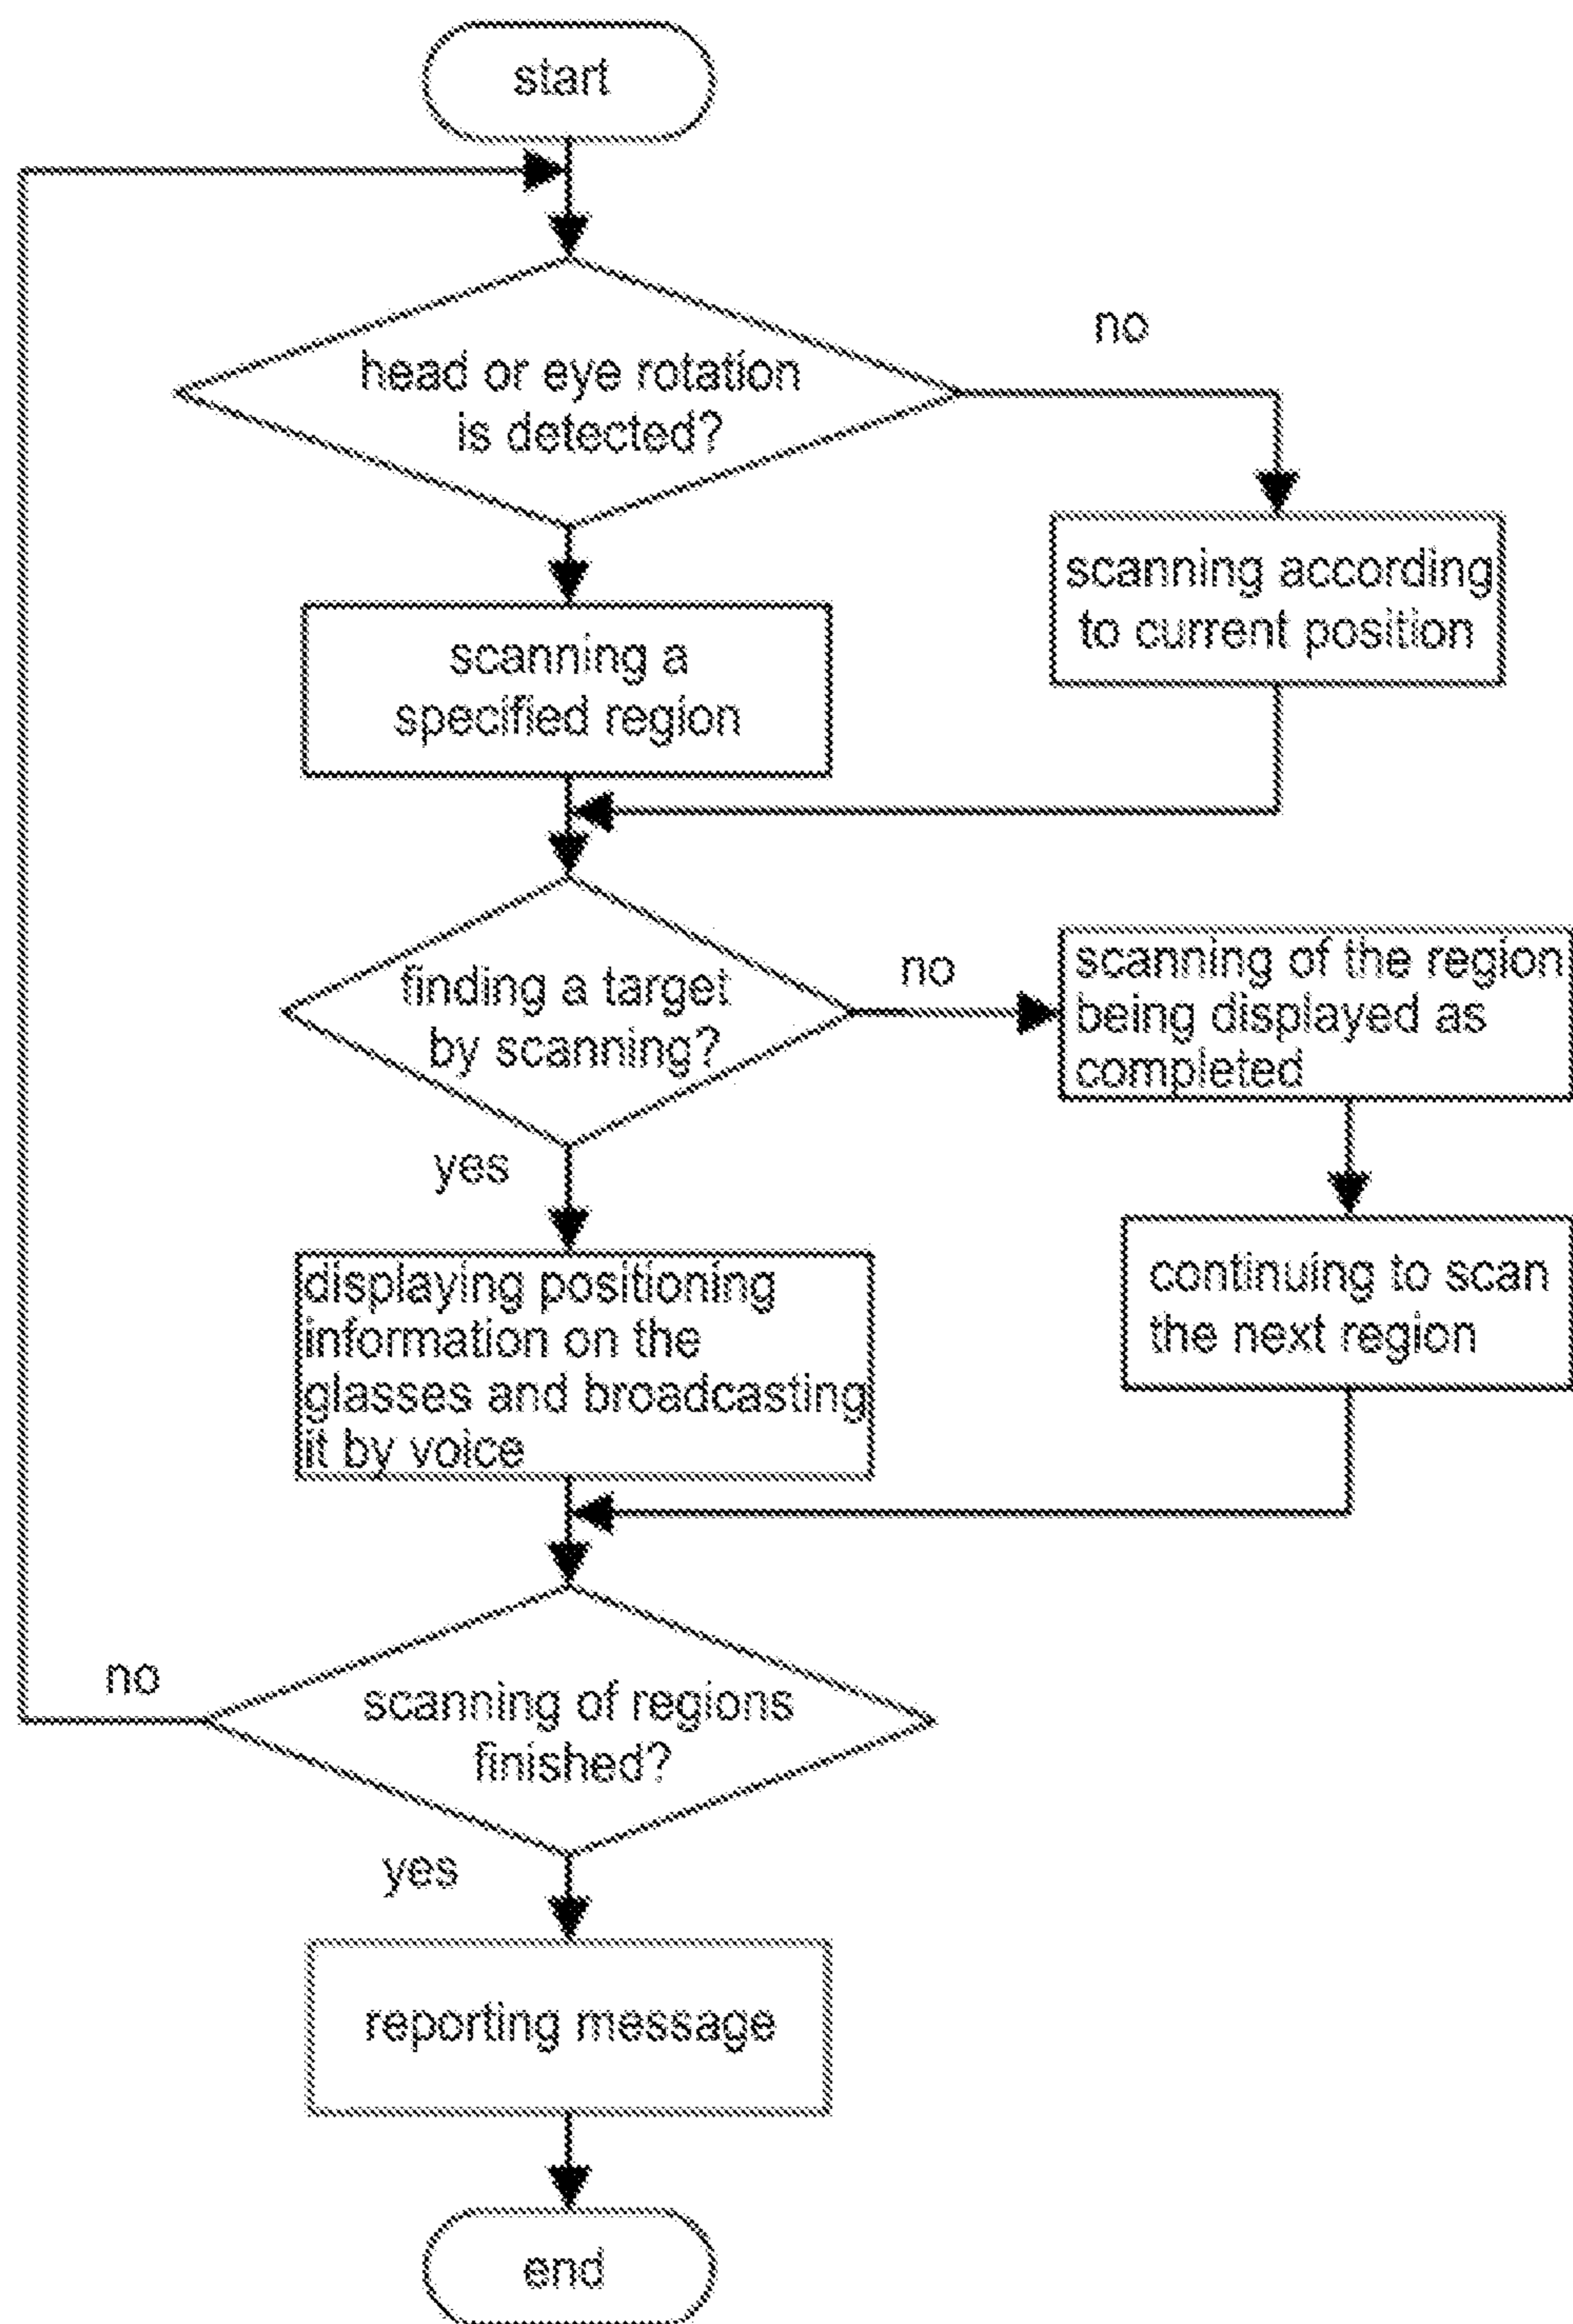 start
no
head or eye rotation
is detected?
scanning according
to current position
scanning a
specified region
finding a target
by scanning?
no
scanning of the region
being displayed as
completed
yes
displaying positioning
information on the
glasses and broadcasting
it by voice
continuing to scan
the next region
no
scanning of regions
finished?
yes
reporting message
end